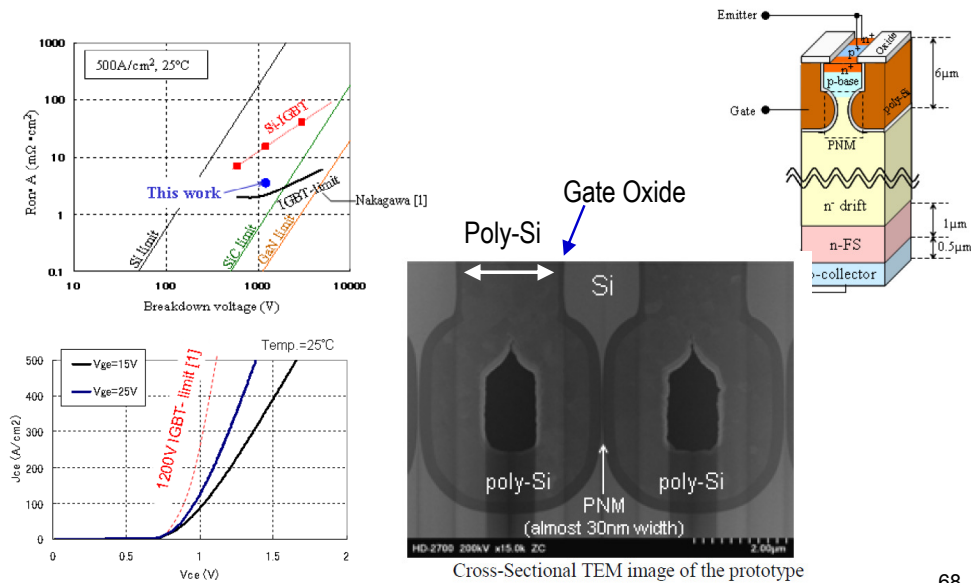 1000
100
10
1
0.1
10
100
1000
10000
Ron・A (mΩ・cm²)
Breakdown voltage (V)
500A/cm², 25°C
Si-IGBT
This work
IGBT-limit
Nakagawa [1]
Si limit
SiC limit
GaN limit
Emitter
n⁺
p⁺
Oxide
n⁺
p-base
poly-Si
6μm
Gate
PNM
n⁻ drift
1μm
n-FS
0.5μm
p-collector
Gate Oxide
Poly-Si
Si
poly-Si
poly-Si
PNM
(almost 30nm width)
HD-2700 200kV x15.0k ZC
2.00μm
Cross-Sectional TEM image of the prototype
Temp.=25℃
Vge=15V
Vge=25V
1200V IGBT- limit [1]
Jce (A/cm2)
500
400
300
200
100
0
0
0.5
1
1.5
2
Vce (V)
68